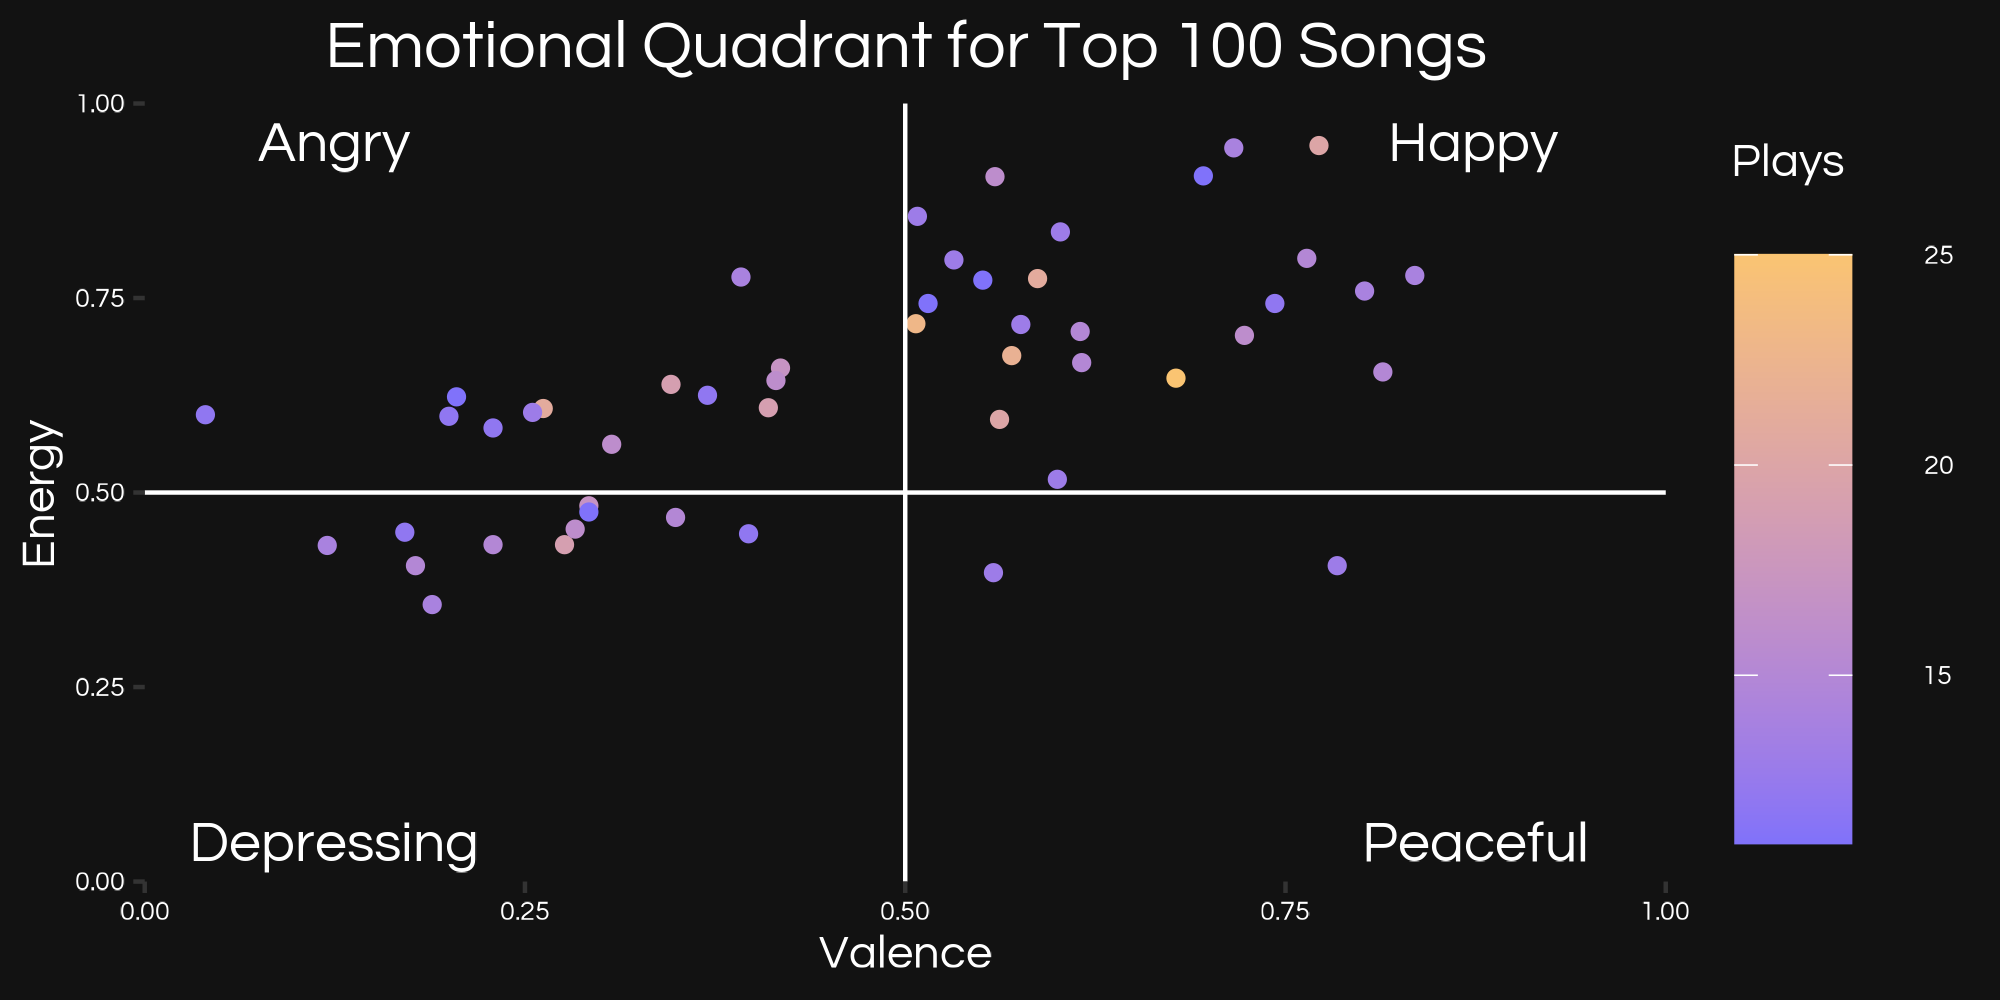 Emotional Quadrant for Top 100 Songs
1.00
Angry
Happy
Plays
25
0.75
20
Energy
0.50
15
0.25
Depressing
Peaceful
0.00
0.00
0.25
0.50
0.75
1.00
Valence